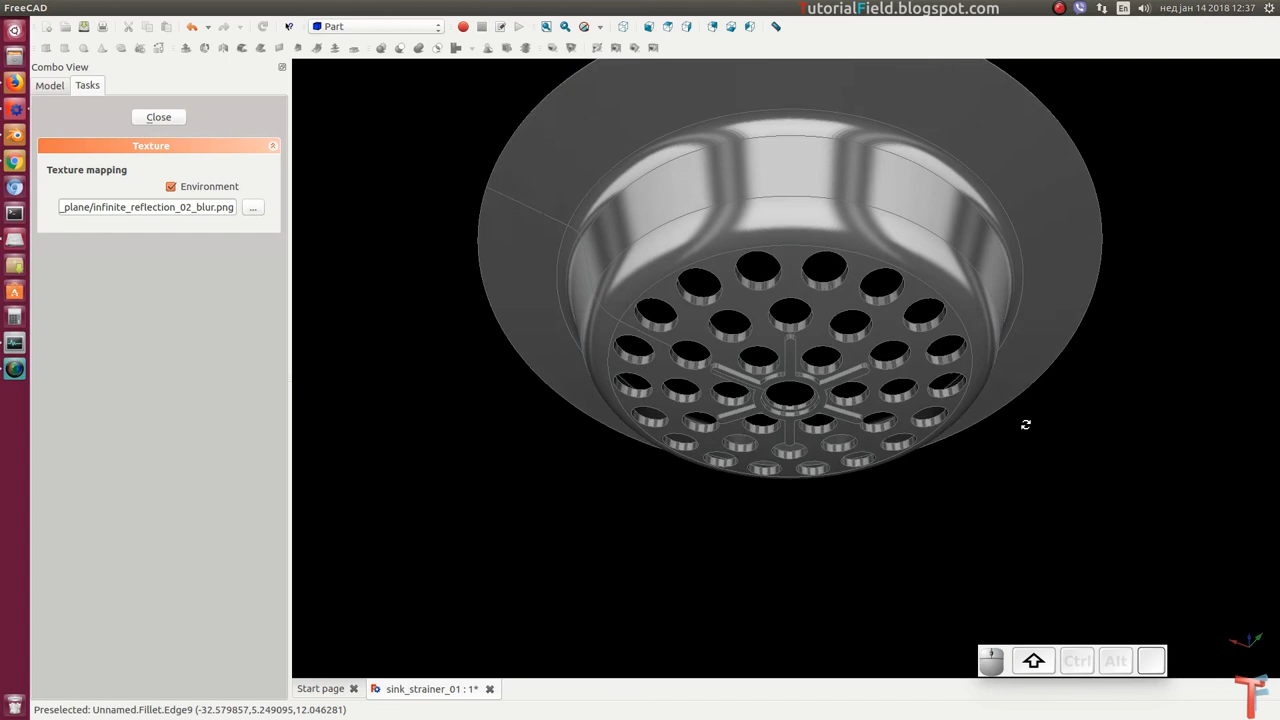 FreeCAD
TutorialField.blogspot.com
En
нед јан 14 2018 12:37
Part
Combo View
Model
Tasks
Close
Texture
Texture mapping
Environment
_plane/infinite_reflection_02_blur.png
...
Ctrl
Alt
Start page
sink_strainer_01 : 1*
Preselected: Unnamed.Fillet.Edge9 (-32.579857,5.249095,12.046281)
TF